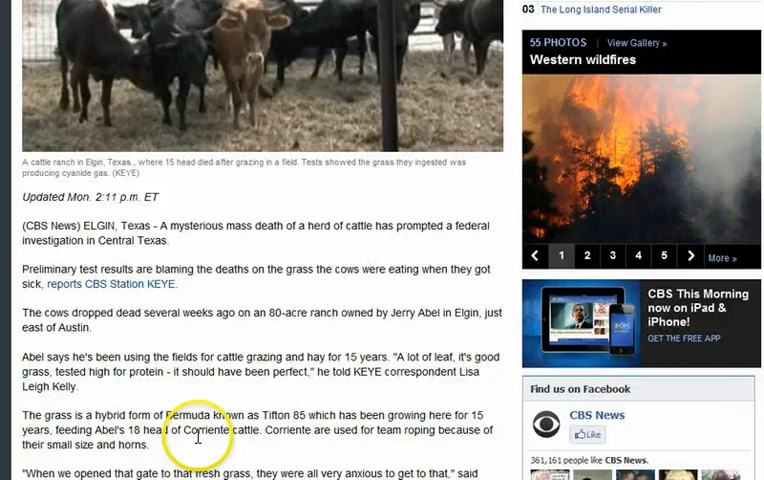 03 The Long Island Serial Killer
55 PHOTOS | View Gallery »
Western wildfires
1 2 3 4 5 More »
A cattle ranch in Elgin, Texas., where 15 head died after grazing in a field. Tests showed the grass they ingested was
producing cyanide gas. (KEYE)
Updated Mon. 2:11 p.m. ET
(CBS News) ELGIN, Texas - A mysterious mass death of a herd of cattle has prompted a federal
investigation in Central Texas.
Preliminary test results are blaming the deaths on the grass the cows were eating when they got
sick, reports CBS Station KEYE.
The cows dropped dead several weeks ago on an 80-acre ranch owned by Jerry Abel in Elgin, just
east of Austin.
Abel says he's been using the fields for cattle grazing and hay for 15 years. "A lot of leaf, it's good
grass, tested high for protein - it should have been perfect," he told KEYE correspondent Lisa
Leigh Kelly.
The grass is a hybrid form of Bermuda known as Tifton 85 which has been growing here for 15
years, feeding Abel's 18 head of Corriente cattle. Corriente are used for team roping because of
their small size and horns.
"When we opened that gate to that fresh grass, they were all very anxious to get to that," said
CBS This Morning
now on iPad &
iPhone!
GET THE FREE APP
Find us on Facebook
CBS News
Like
361,161 people like CBS News.